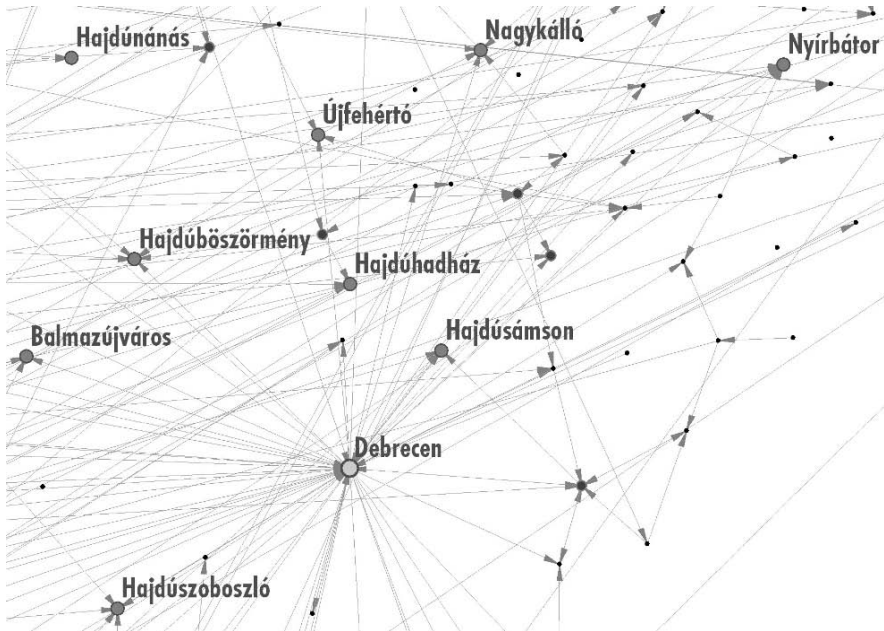 Hajdúnánás
Nagykálló
Nyírbátor
Újfehértó
Hajdúböszörmény
Hajdúhadház
Balmazújváros
Hajdúsámson
Debrecen
Hajdúszoboszló